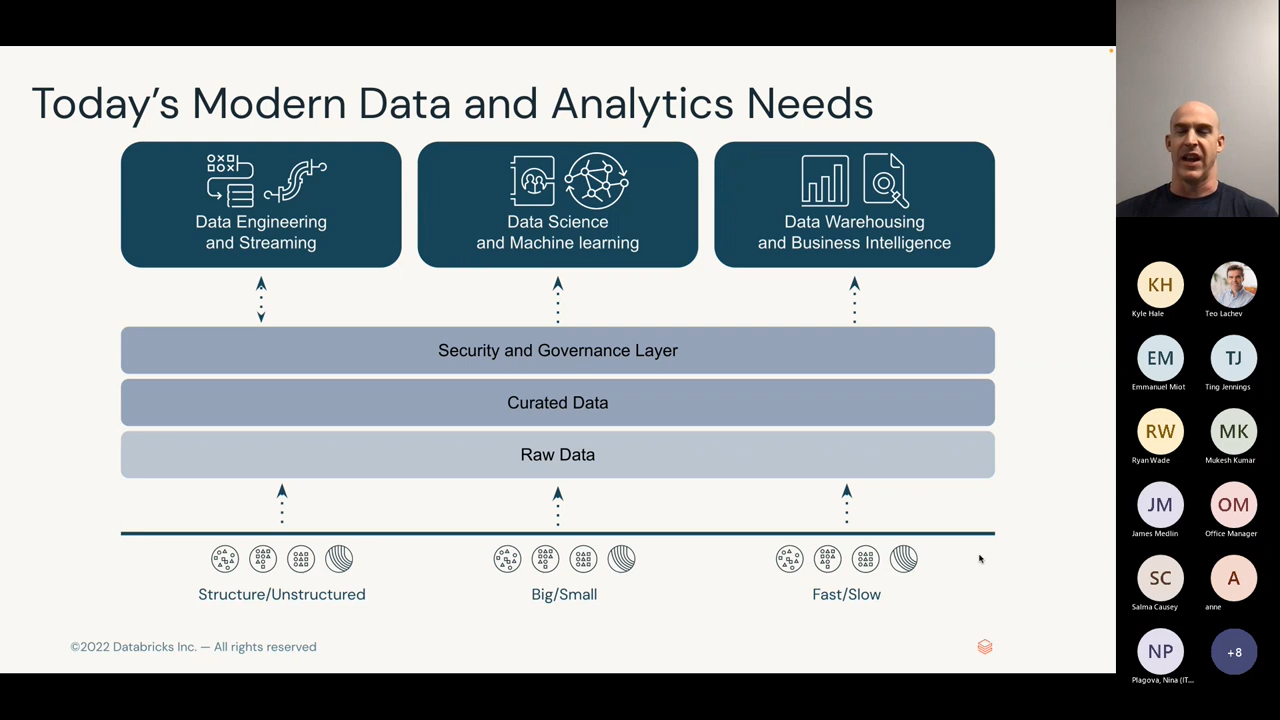 Today's Modern Data and Analytics Needs
Data Engineering
and Streaming
Data Science
and Machine learning
Data Warehousing
and Business Intelligence
Security and Governance Layer
Curated Data
Raw Data
Structure/Unstructured
Big/Small
Fast/Slow
©2022 Databricks Inc. — All rights reserved
KH
Kyle Hale
Teo Lachev
EM
Emmanuel Miot
TJ
Ting Jennings
RW
Ryan Wade
MK
Mukesh Kumar
JM
James Medlin
OM
Office Manager
SC
Salma Causey
A
anne
NP
Plagova, Nina (IT...
+8